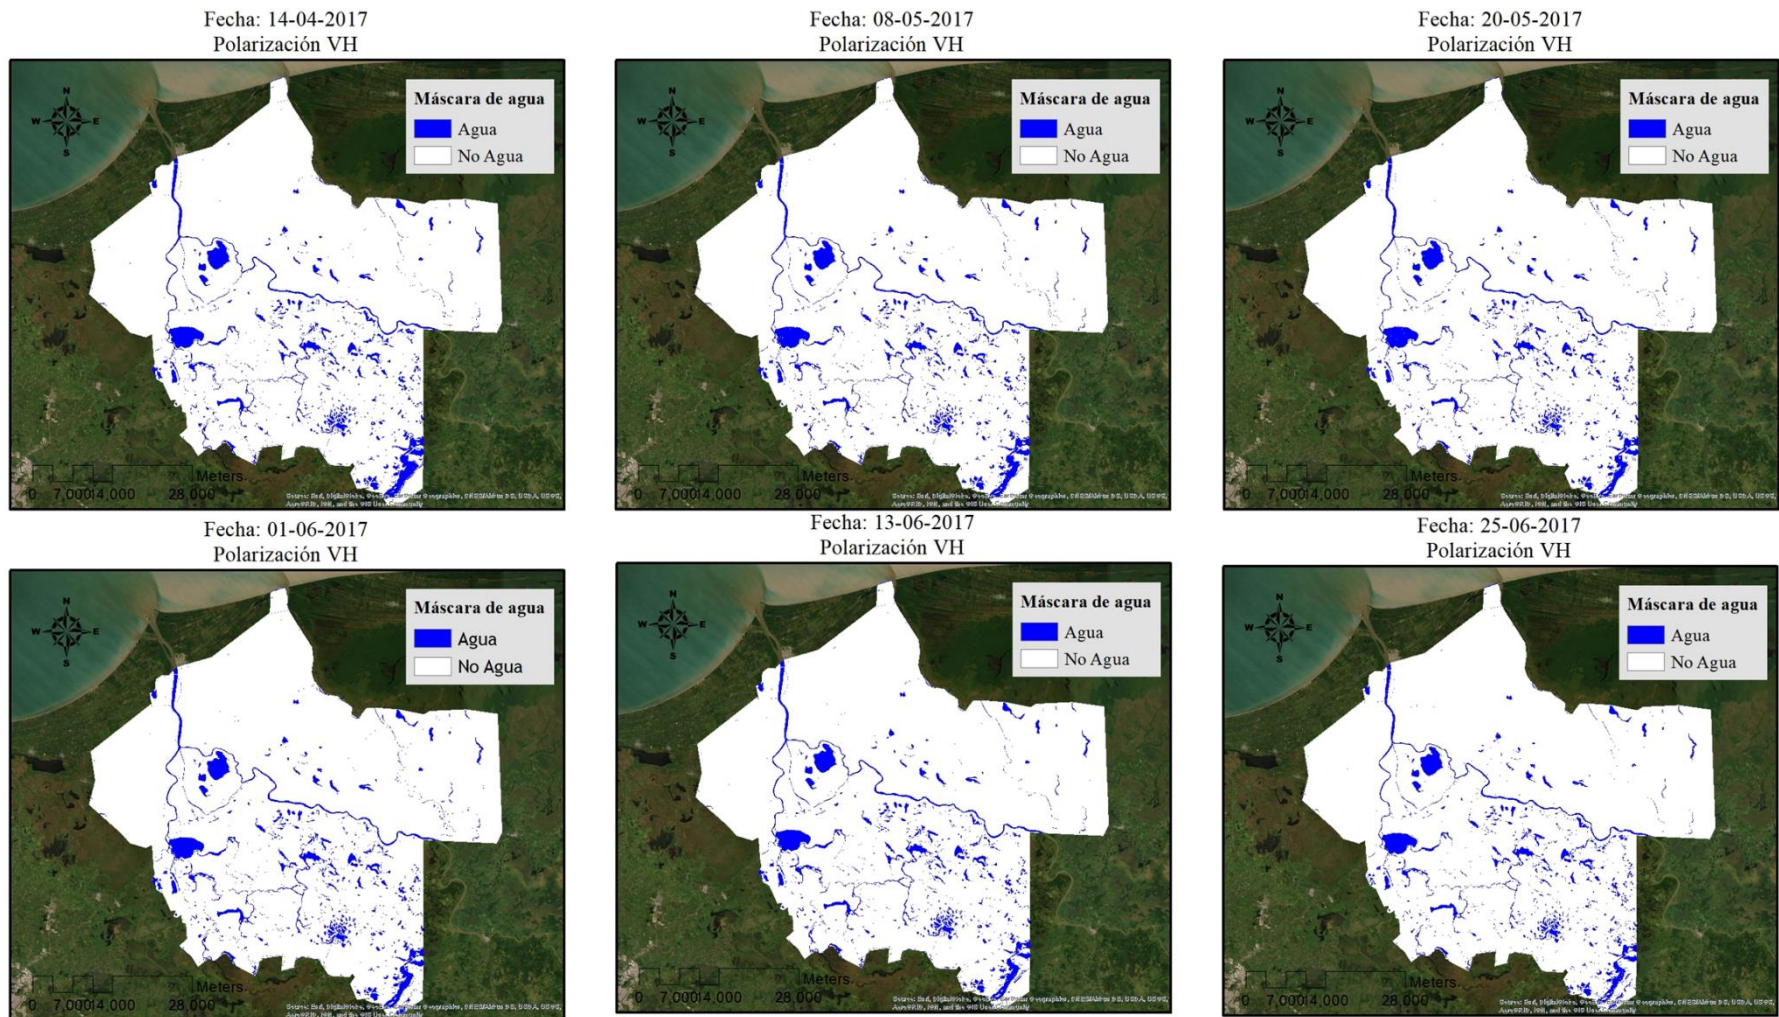 Fecha: 14-04-2017
Polarización VH
N
W E
S
Máscara de agua
Agua
No Agua
Meters
0 7,00014,000 28,000
Fecha: 08-05-2017
Polarización VH
N
W E
S
Máscara de agua
Agua
No Agua
Meters
0 7,00014,000 28,000
Fecha: 20-05-2017
Polarización VH
N
W E
S
Máscara de agua
Agua
No Agua
Meters
0 7,00014,000 28,000
Fecha: 01-06-2017
Polarización VH
N
W E
S
Máscara de agua
Agua
No Agua
Meters
0 7,00014,000 28,000
Fecha: 13-06-2017
Polarización VH
N
W E
S
Máscara de agua
Agua
No Agua
Meters
0 7,00014,000 28,000
Fecha: 25-06-2017
Polarización VH
N
W E
S
Máscara de agua
Agua
No Agua
Meters
0 7,00014,000 28,000